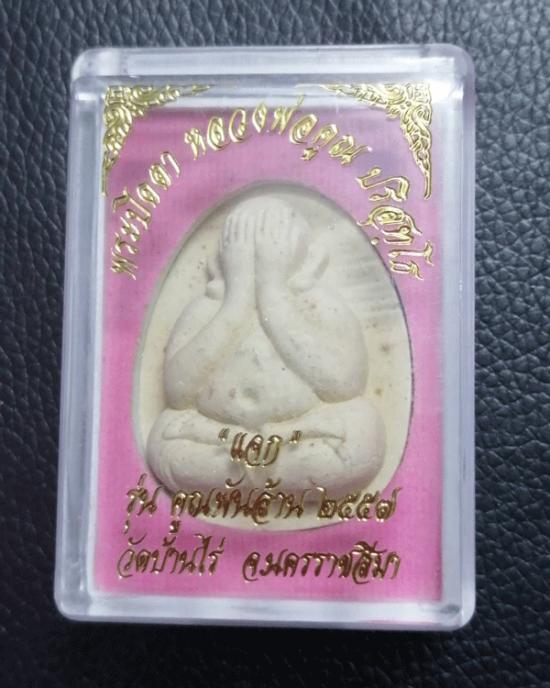 พระปิดตา หลวงพ่อคูณ ปริสุทฺโธ
"แจก"
รุ่น คูณพันล้าน ๒๕๕๗
วัดบ้านไร่ จ.นครราชสีมา